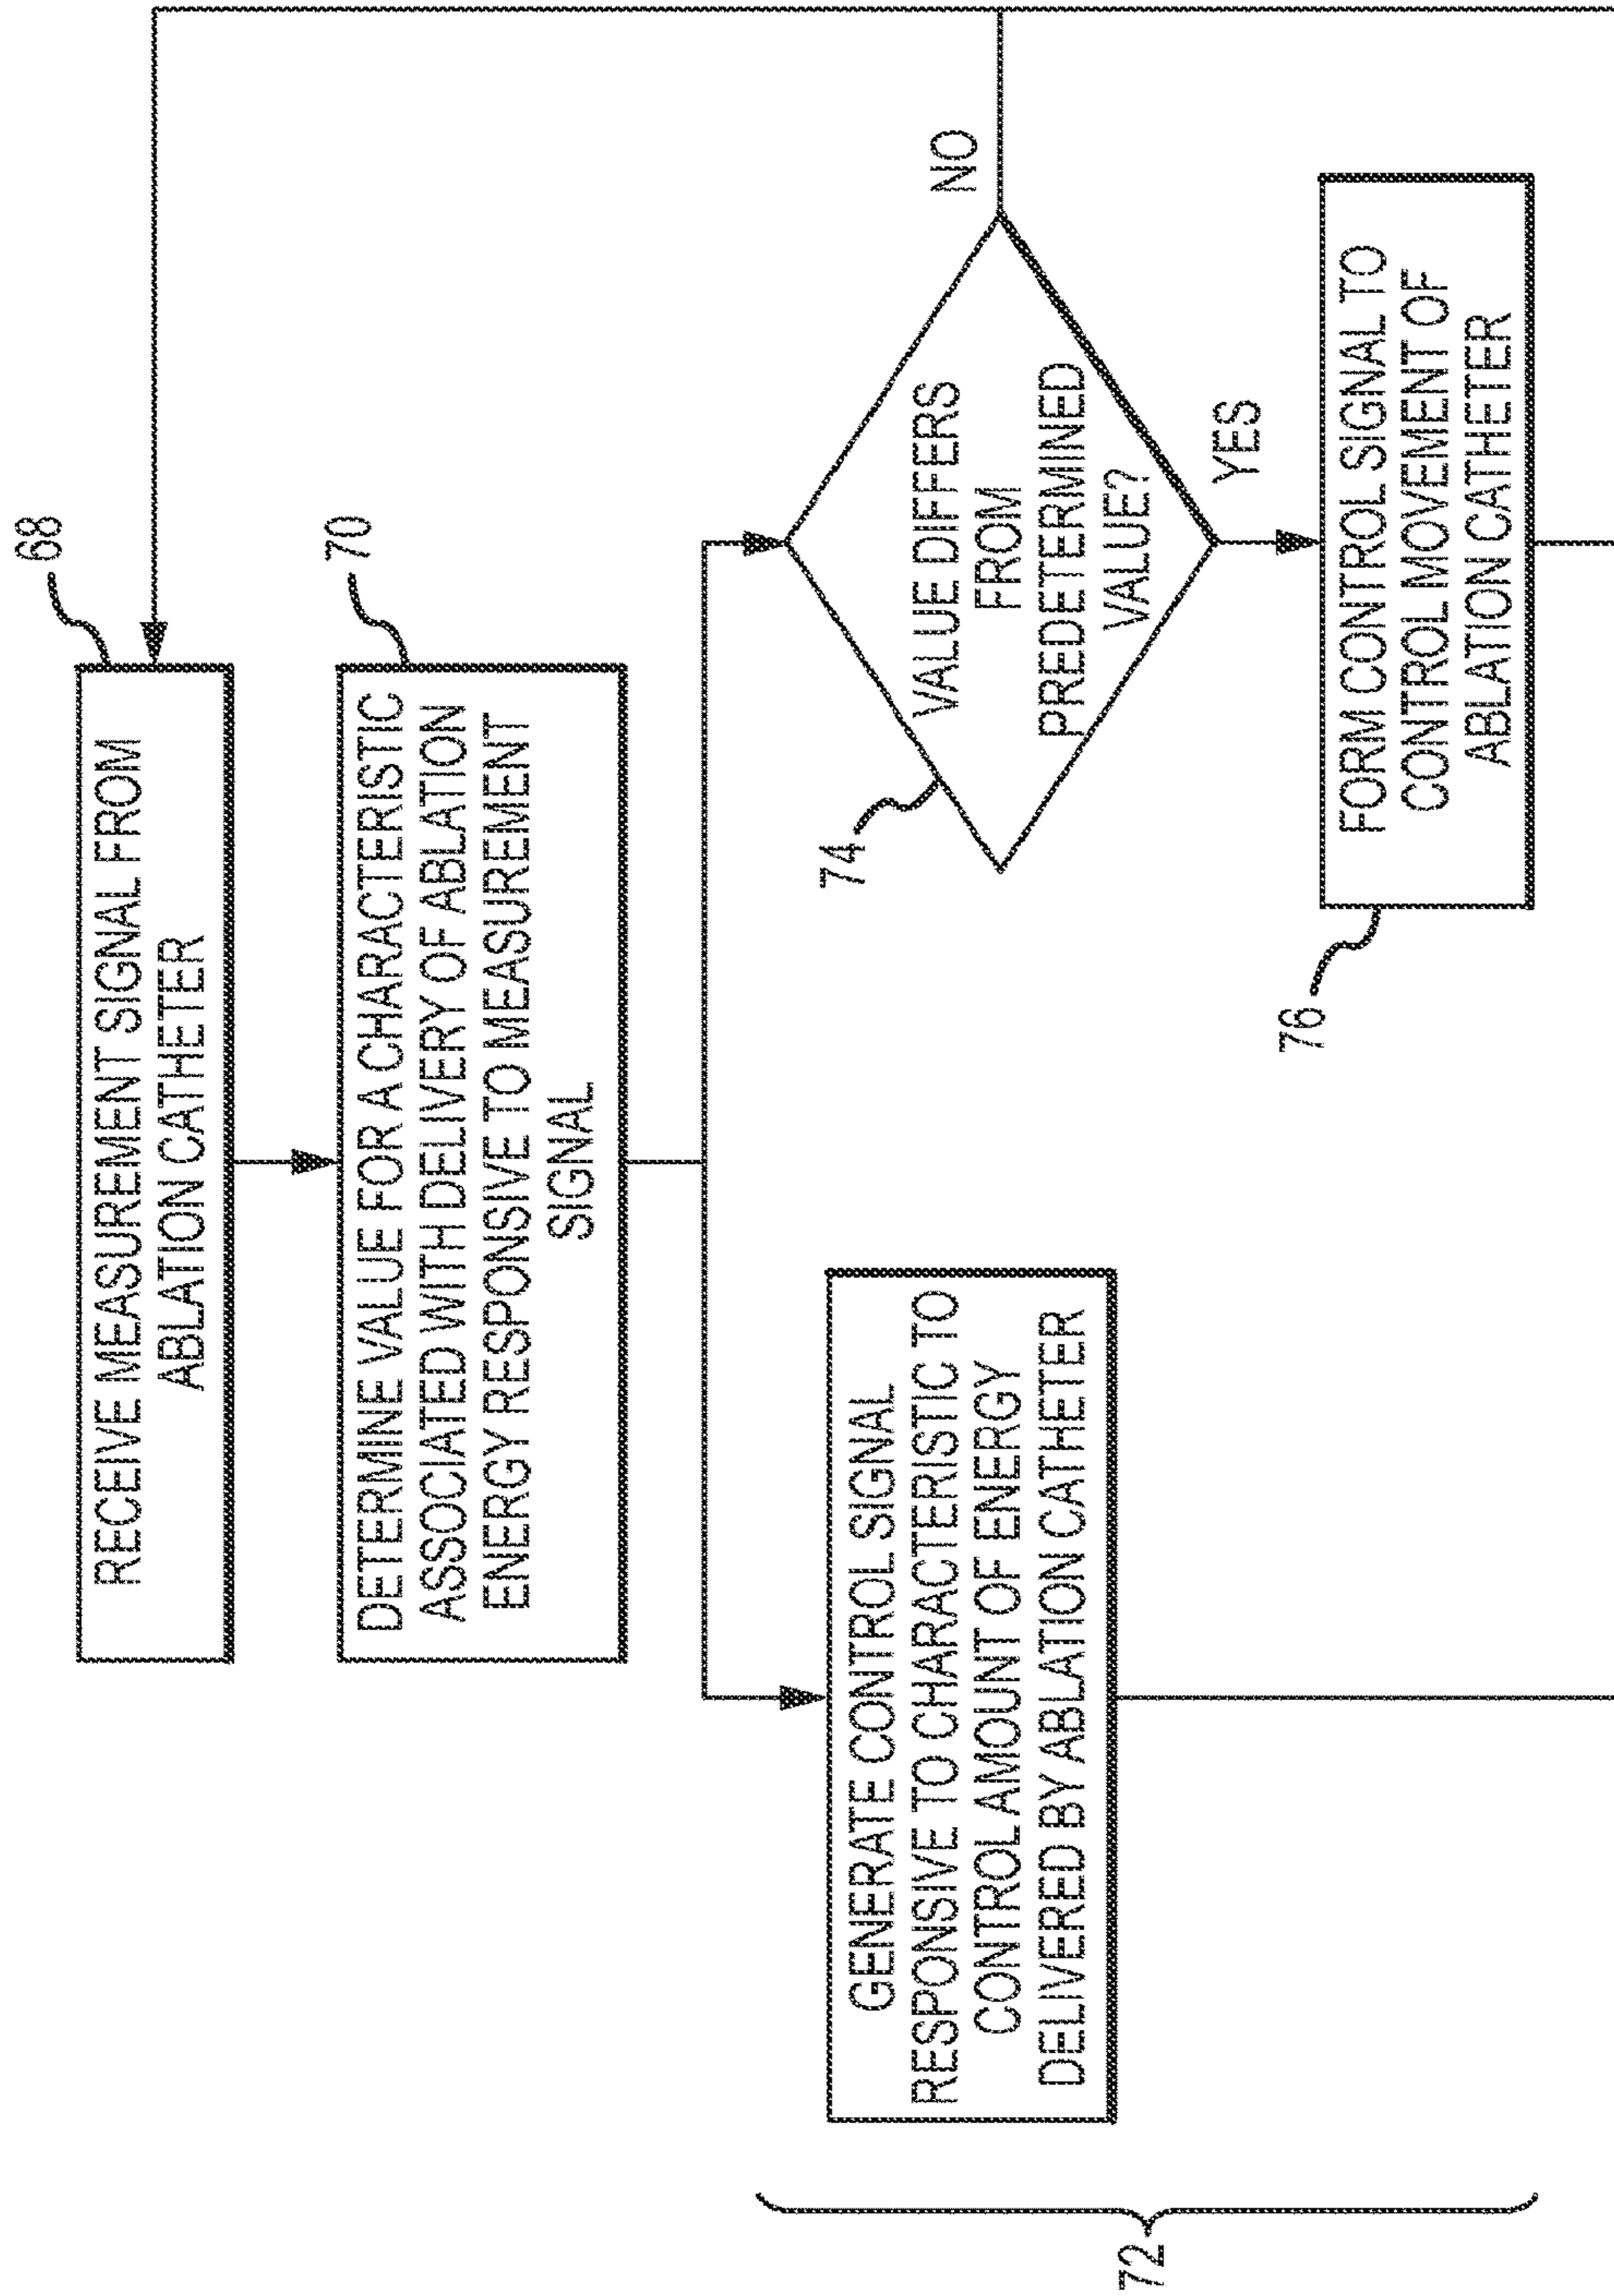 68
RECEIVE MEASUREMENT SIGNAL FROM
ABLATION CATHETER
70
DETERMINE VALUE FOR A CHARACTERISTIC
ASSOCIATED WITH DELIVERY OF ABLATION
ENERGY RESPONSIVE TO MEASUREMENT
SIGNAL
72
GENERATE CONTROL SIGNAL
RESPONSIVE TO CHARACTERISTIC TO
CONTROL AMOUNT OF ENERGY
DELIVERED BY ABLATION CATHETER
74
VALUE DIFFERS
FROM
PREDETERMINED
VALUE?
NO
YES
76
FORM CONTROL SIGNAL TO
CONTROL MOVEMENT OF
ABLATION CATHETER